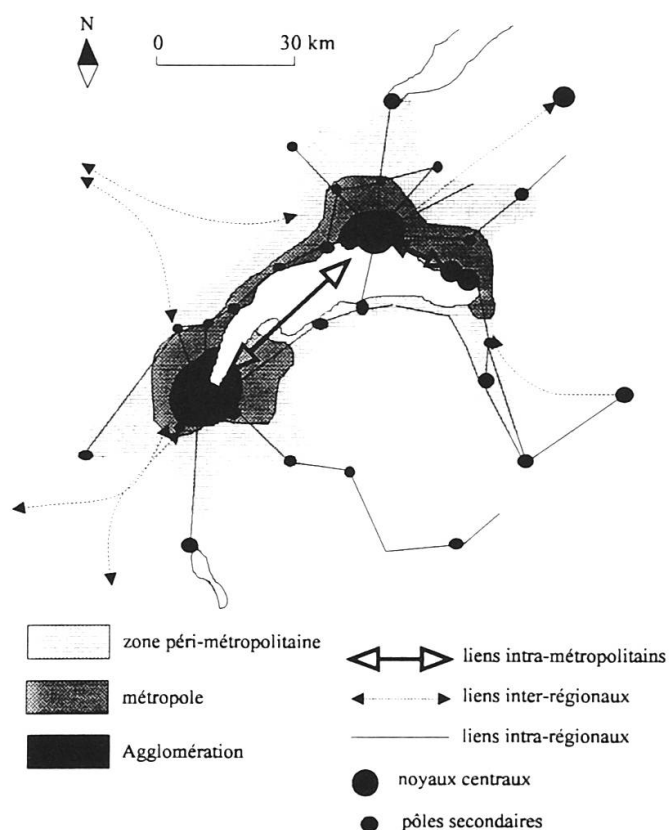 N
0 30 km
zone péri-métropolitaine
métropole
Agglomération
liens intra-métropolitains
liens inter-régionaux
liens intra-régionaux
noyaux centraux
pôles secondaires